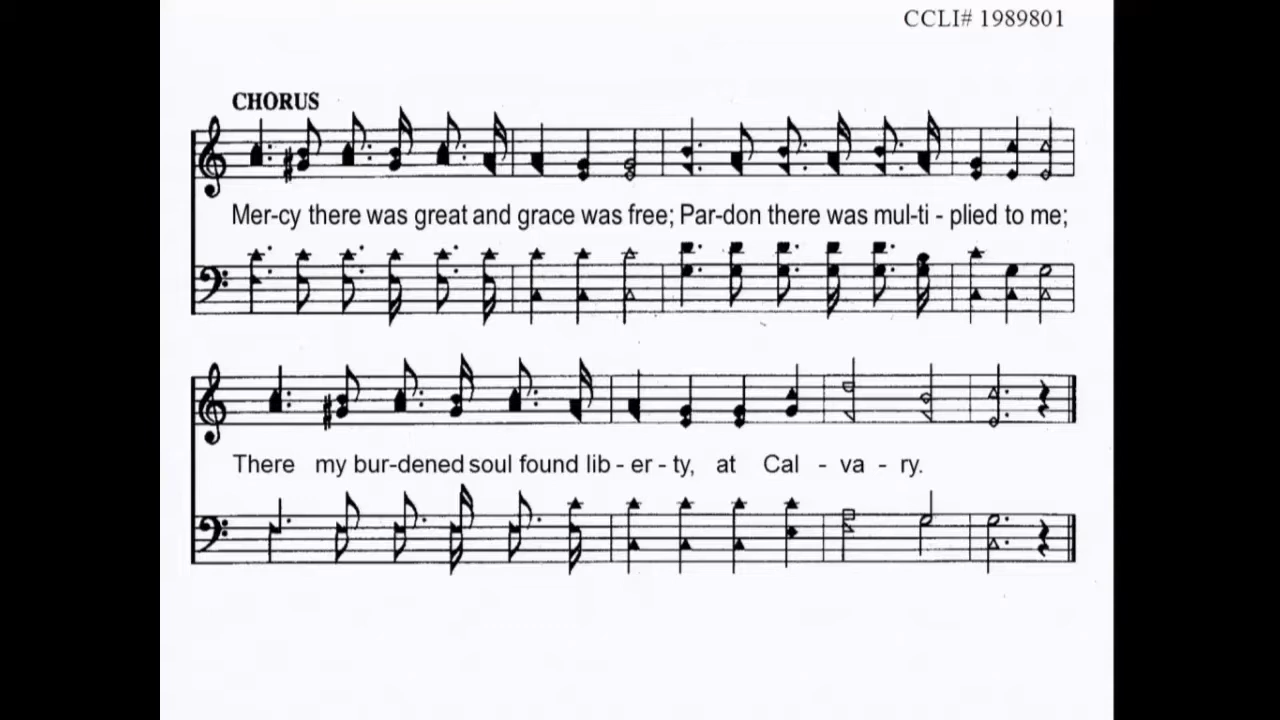 CCLI# 1989801
CHORUS
Mer-cy there was great and grace was free; Par-don there was mul-ti - plied to me;
There my bur-dened soul found lib - er - ty, at Cal - va - ry.